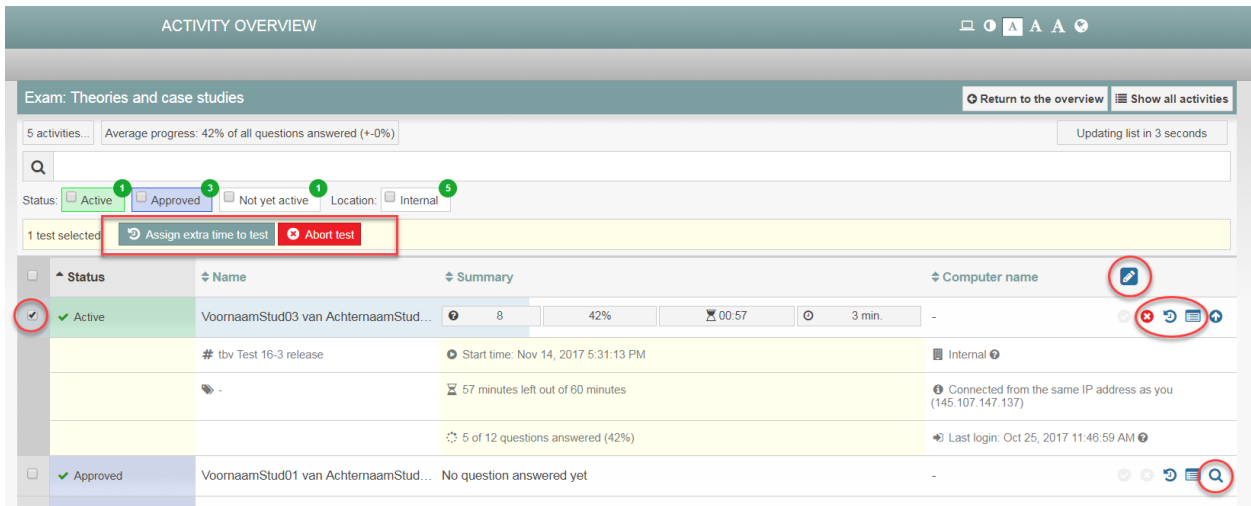 ACTIVITY OVERVIEW A A A
Exam: Theories and case studies Return to the overview Show all activities
5 activities... Average progress: 42% of all questions answered (+-0%) Updating list in 3 seconds
Status: Active 1 Approved 3 Not yet active 1 Location: Internal 5
1 test selected Assign extra time to test Abort test
Status Name Summary Computer name
Active VoornaamStud03 van AchternaamStud... 8 42% 00:57 3 min. -
# tbv Test 16-3 release Start time: Nov 14, 2017 5:31:13 PM Internal
- 57 minutes left out of 60 minutes Connected from the same IP address as you
(145.107.147.137)
5 of 12 questions answered (42%) Last login: Oct 25, 2017 11:46:59 AM
Approved VoornaamStud01 van AchternaamStud... No question answered yet -